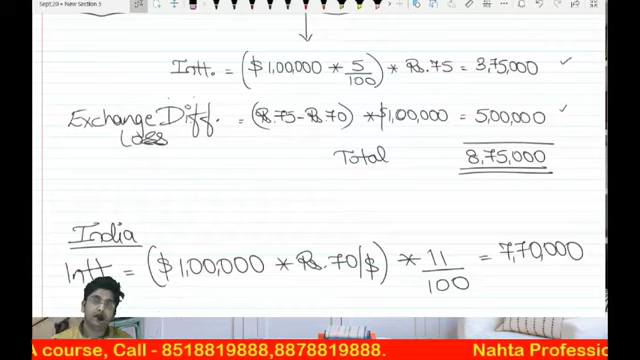 Sept,20 » New Section 3
Intt. = ($1,00,000 * 5/100) * Rs.75 = 3,75,000 ✓
Exchange Diff. = (Rs.75-Rs.70) *$1,00,000 = 5,00,000 ✓
Loss
Total 8,75,000
India
Intt = ($1,00,000 * Rs.70/$) * 11/100 = 7,70,000
A course, Call - 8518819888,8878819888. Nahta Professio